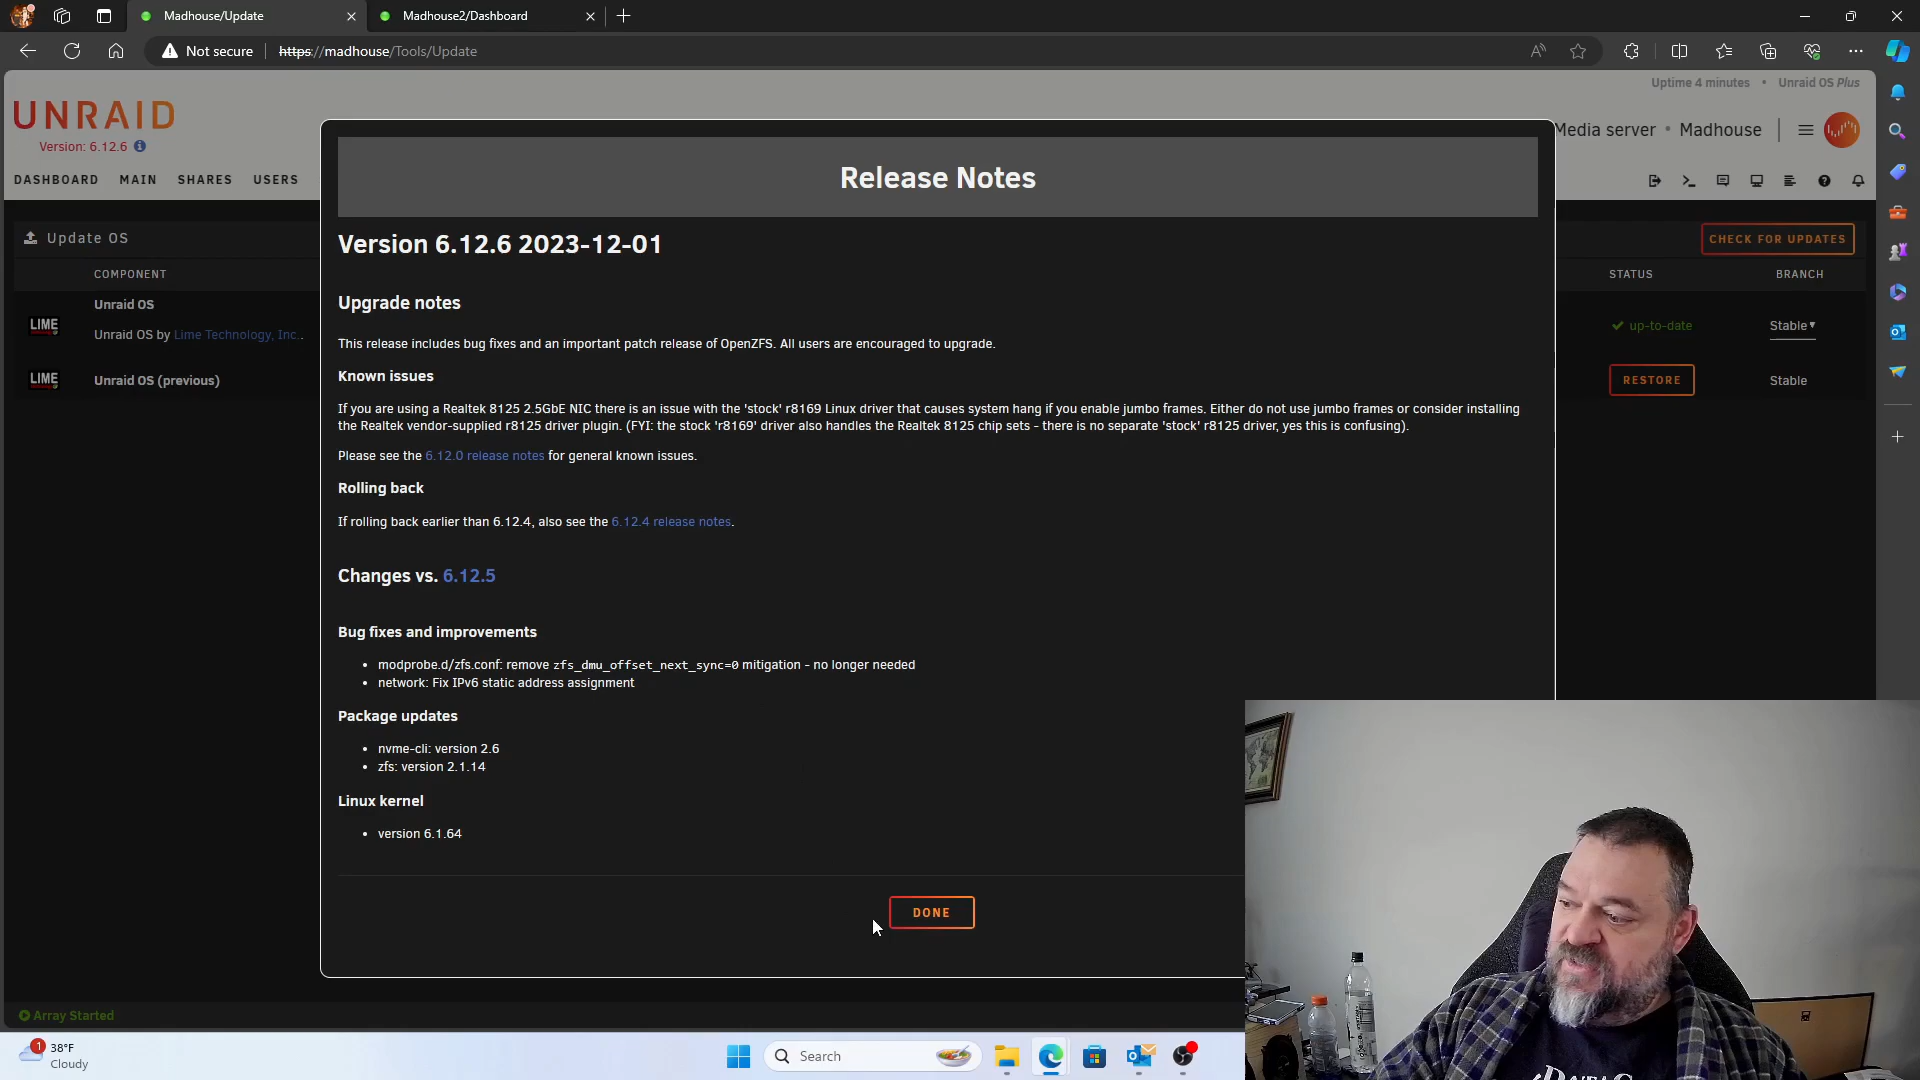 Madhouse/Update
Madhouse2/Dashboard
Not secure
https://madhouse/Tools/Update
Uptime 4 minutes • Unraid OS Plus
UNRAID
Version: 6.12.6
Media server • Madhouse
DASHBOARD MAIN SHARES USERS
Release Notes
Version 6.12.6 2023-12-01
Update OS
CHECK FOR UPDATES
COMPONENT
STATUS
BRANCH
Unraid OS
LIME
Unraid OS by Lime Technology, Inc..
up-to-date
Stable
LIME
Unraid OS (previous)
RESTORE
Stable
Upgrade notes
This release includes bug fixes and an important patch release of OpenZFS. All users are encouraged to upgrade.
Known issues
If you are using a Realtek 8125 2.5GbE NIC there is an issue with the 'stock' r8169 Linux driver that causes system hang if you enable jumbo frames. Either do not use jumbo frames or consider installing
the Realtek vendor-supplied r8125 driver plugin. (FYI: the stock 'r8169' driver also handles the Realtek 8125 chip sets - there is no separate 'stock' r8125 driver, yes this is confusing).
Please see the 6.12.0 release notes for general known issues.
Rolling back
If rolling back earlier than 6.12.4, also see the 6.12.4 release notes.
Changes vs. 6.12.5
Bug fixes and improvements
• modprobe.d/zfs.conf: remove zfs_dmu_offset_next_sync=0 mitigation - no longer needed
• network: Fix IPv6 static address assignment
Package updates
• nvme-cli: version 2.6
• zfs: version 2.1.14
Linux kernel
• version 6.1.64
DONE
Array Started
1
38°F
Cloudy
Search